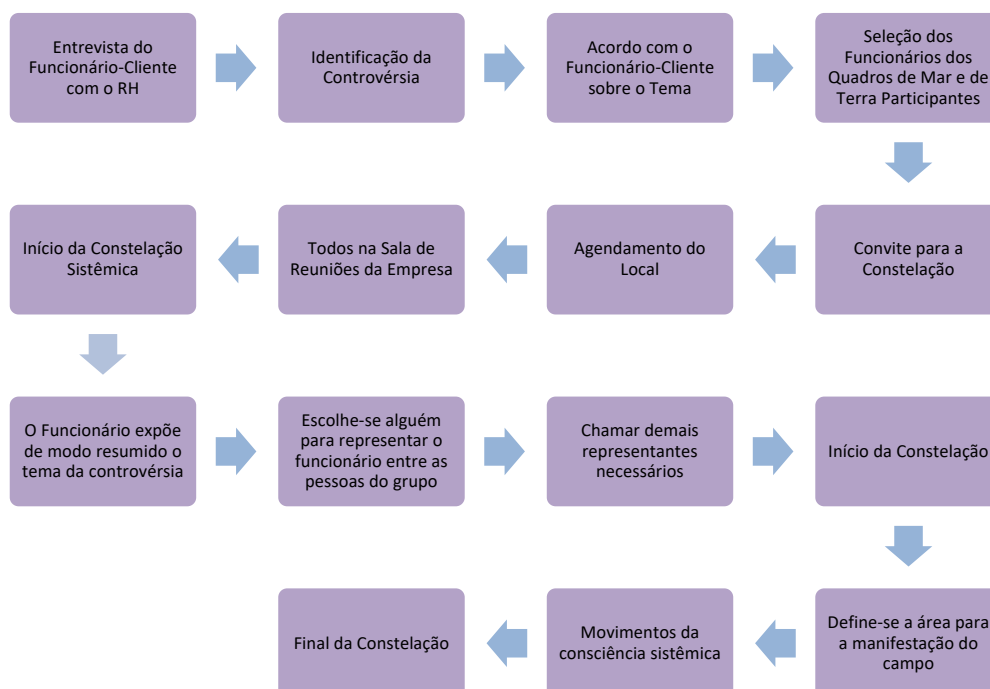 Entrevista do
Funcionário-Cliente
com o RH
Identificação da
Controvérsia
Acordo com o
Funcionário-Cliente
sobre o Tema
Seleção dos
Funcionários dos
Quadros de Mar e de
Terra Participantes
Convite para a
Constelação
Agendamento do
Local
Todos na Sala de
Reuniões da Empresa
Início da Constelação
Sistêmica
O Funcionário expõe
de modo resumido o
tema da controvérsia
Escolhe-se alguém
para representar o
funcionário entre as
pessoas do grupo
Chamar demais
representantes
necessários
Início da Constelação
Define-se a área para
a manifestação do
campo
Movimentos da
consciência sistêmica
Final da Constelação